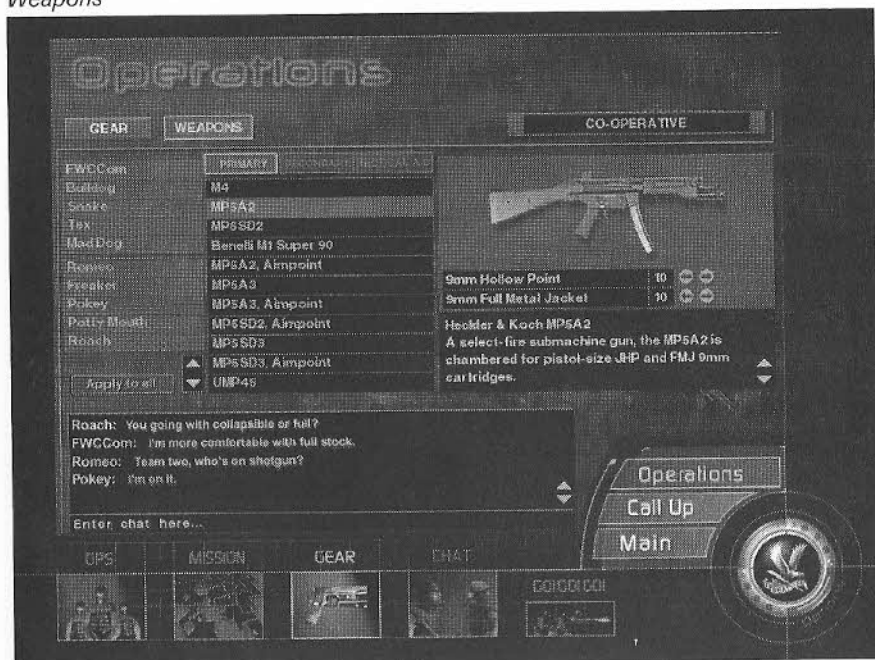 Weapons
Operations
GEAR WEAPONS
CO-OPERATIVE
PRIMARY SECONDARY TACTICAL AID
FWCCom
Bulldog
Snake
Tex
Mad Dog
Romeo
Freaker
Pokey
Potty Mouth
Roach
Apply to all
M4
MP5A2
MP5SD2
Benelli M1 Super 90
MP5A2, Aimpoint
MP5A3
MP5A3, Aimpoint
MP5SD2, Aimpoint
MP5SD3
MP5SD3, Aimpoint
UMP45
9mm Hollow Point 10
9mm Full Metal Jacket 10
Heckler & Koch MP5A2
A select-fire submachine gun, the MP5A2 is
chambered for pistol-size JHP and FMJ 9mm
cartridges.
Roach: You going with collapsible or full?
FWCCom: I'm more comfortable with full stock.
Romeo: Team two, who's on shotgun?
Pokey: I'm on it.
Enter chat here...
Operations
Call Up
Main
OPS MISSION GEAR CHAT GO! GO! GO!